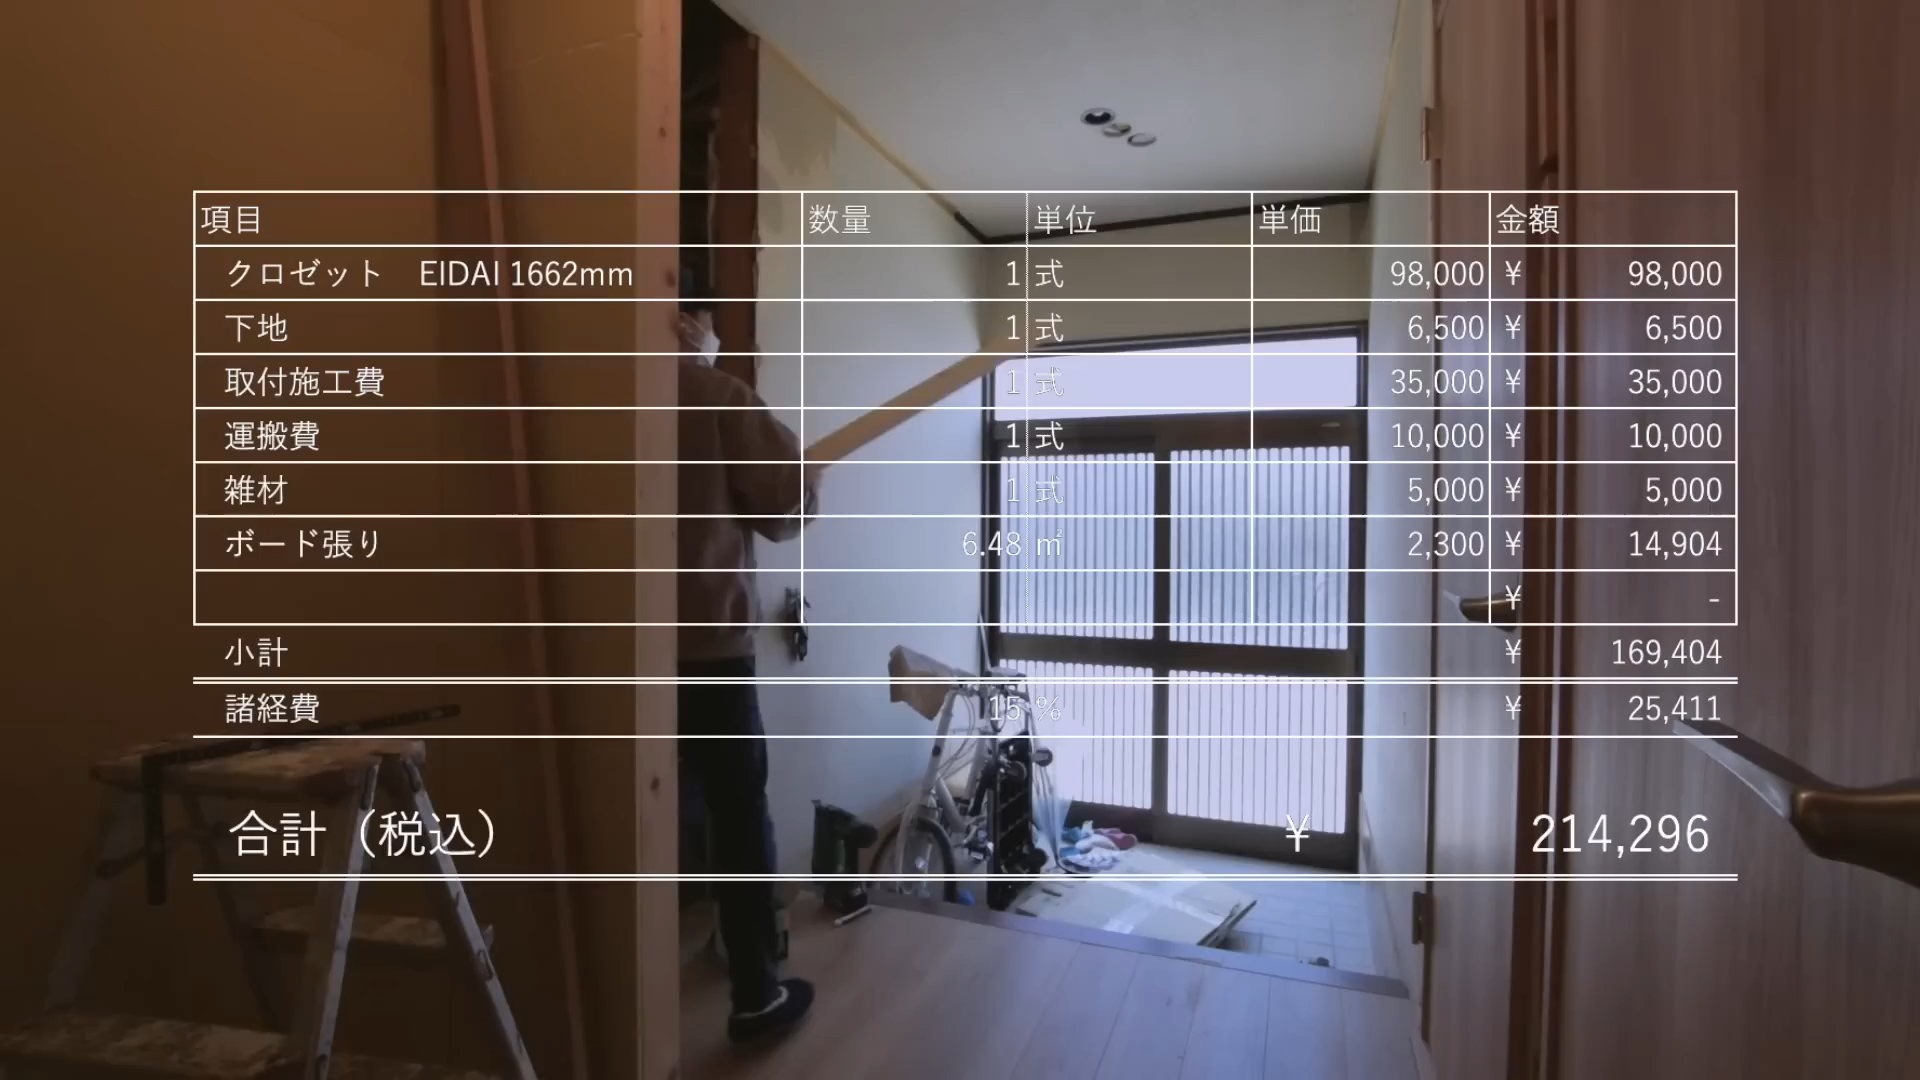 項目 数量 単位 単価 金額
クロゼット　EIDAI 1662mm 1 式 98,000 ¥ 98,000
下地 1 式 6,500 ¥ 6,500
取付施工費 1 式 35,000 ¥ 35,000
運搬費 1 式 10,000 ¥ 10,000
雑材 1 式 5,000 ¥ 5,000
ボード張り 6.48 ㎡ 2,300 ¥ 14,904
¥ -
小計 ¥ 169,404
諸経費 15 % ¥ 25,411
合計（税込） ¥ 214,296